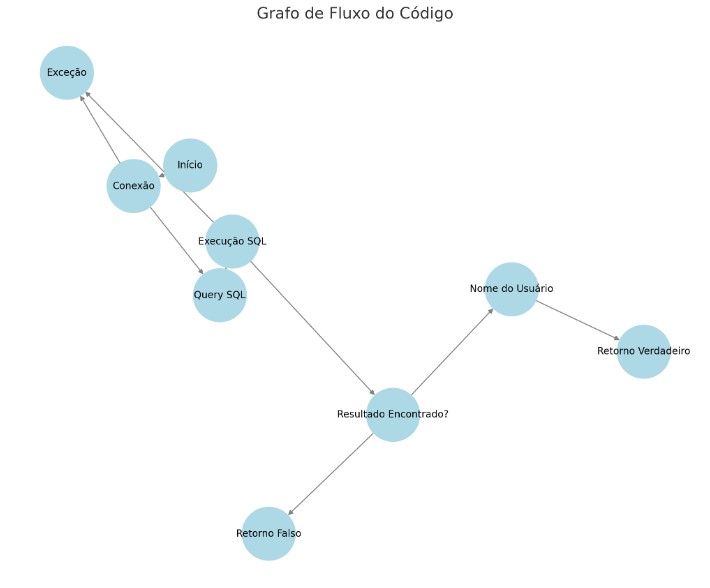 Grafo de Fluxo do Código
Exceção
Início
Conexão
Execução SQL
Query SQL
Nome do Usuário
Retorno Verdadeiro
Resultado Encontrado?
Retorno Falso